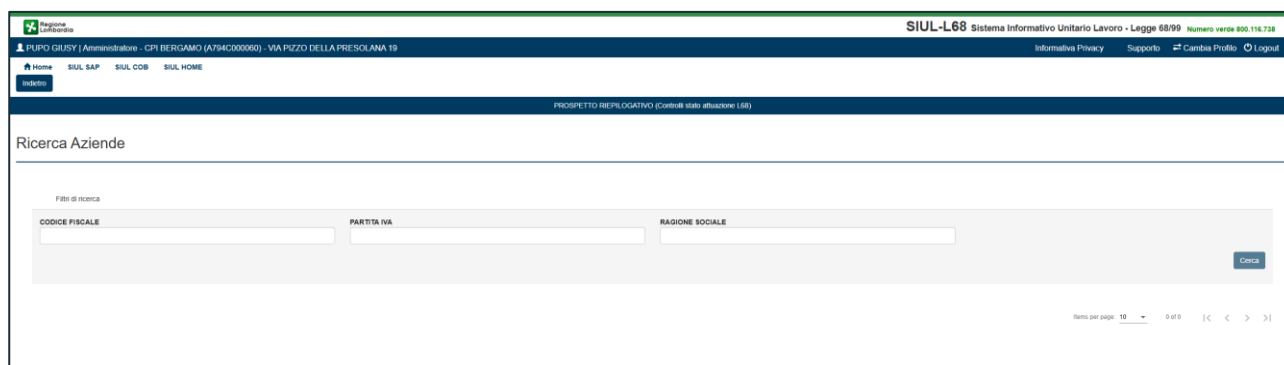 Regione Lombardia
SIUL-L68 Sistema Informativo Unitario Lavoro - Legge 68/99 Numero verde 800.116.738
PUPO GIUSY | Amministratore - CPI BERGAMO (A794C000060) - VIA PIZZO DELLA PRESOLANA 19 Informativa Privacy Supporto Cambia Profilo Logout
Home SIUL SAP SIUL COB SIUL HOME
Indietro
PROSPETTO RIEPILOGATIVO (Controlli stato attuazione L68)
Ricerca Aziende
Filtri di ricerca
CODICE FISCALE PARTITA IVA RAGIONE SOCIALE
Cerca
Items per page: 10 0 of 0